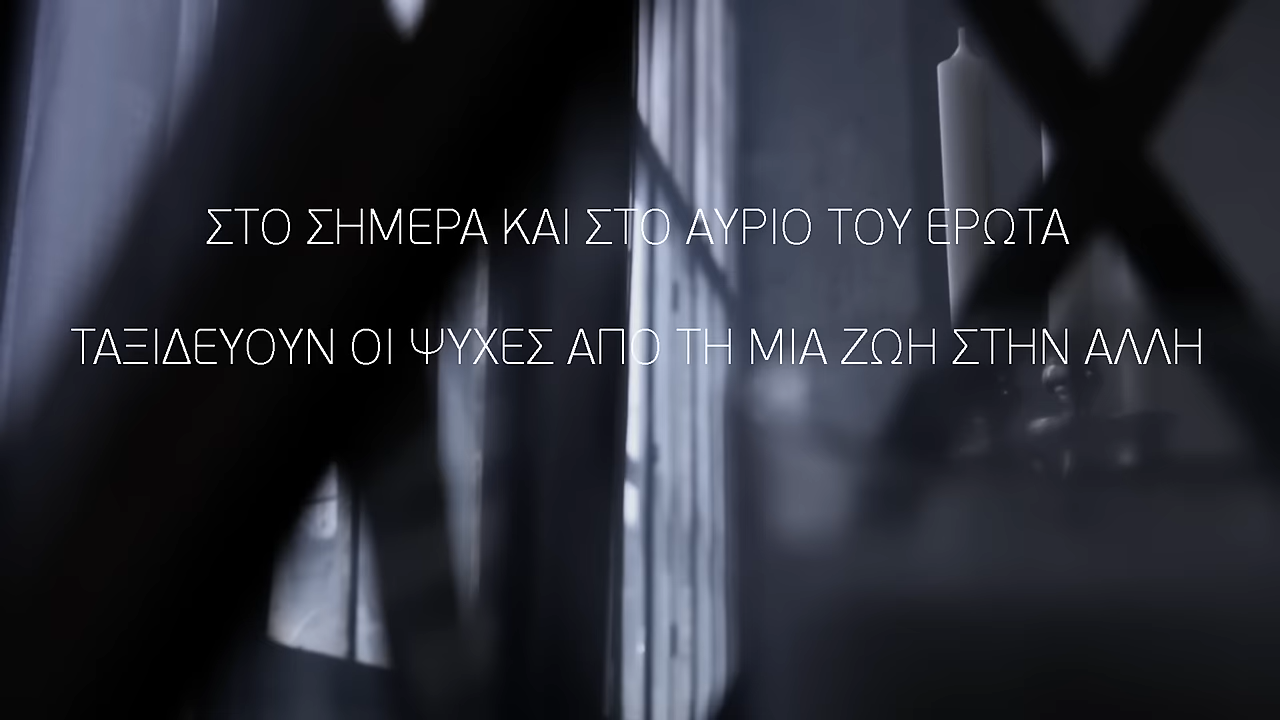 ΣΤΟ ΣΗΜΕΡΑ ΚΑΙ ΣΤΟ ΑΥΡΙΟ ΤΟΥ ΕΡΩΤΑ
ΤΑΞΙΔΕΥΟΥΝ ΟΙ ΨΥΧΕΣ ΑΠΟ ΤΗ ΜΙΑ ΖΩΗ ΣΤΗΝ ΑΛΛΗ